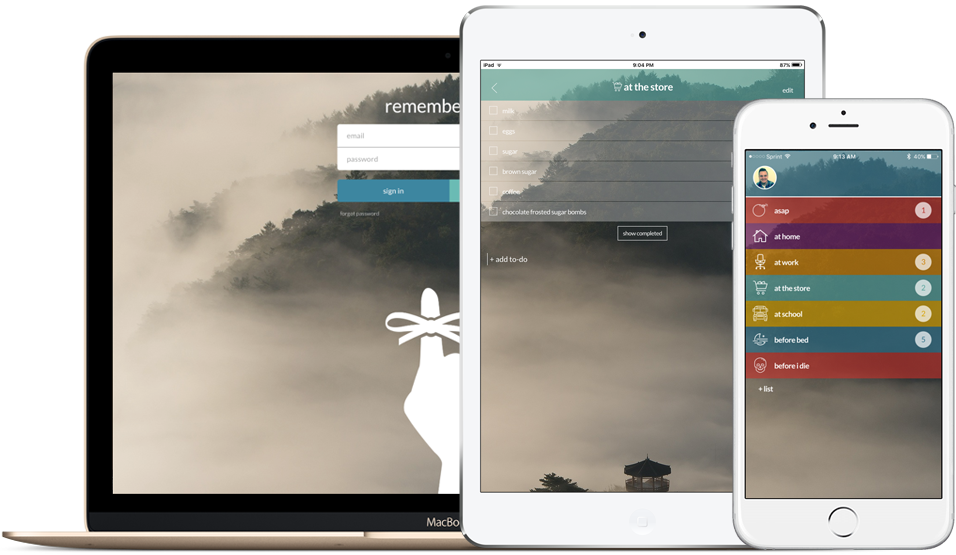 remembe
email
password
sign in
forgot password
MacBo
iPad
9:04 PM
87%
at the store
edit
milk
eggs
sugar
brown sugar
chocolate frosted sugar bombs
show completed
+ add to-do
Sprint
9:13 AM
40%
asap
1
at home
at work
3
at the store
2
at school
2
before bed
5
before i die
+ list